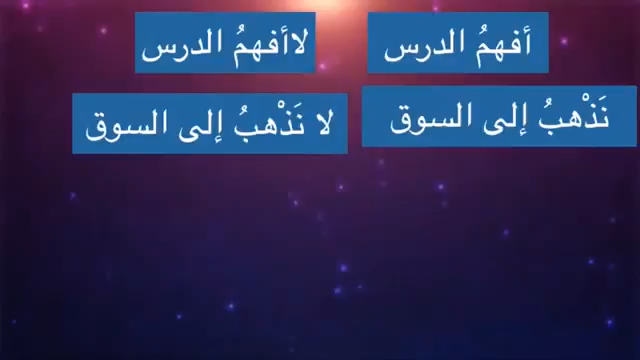 أفهمُ الدرس
لاأفهمُ الدرس
نَذْهبُ إلى السوق
لا نَذْهبُ إلى السوق